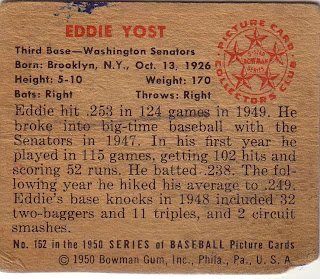 EDDIE YOST
Third Base—Washington Senators
Born: Brooklyn, N.Y., Oct. 13, 1926
Height: 5-10 Weight: 170
Bats: Right Throws: Right
PICTURE CARD
COLLECTORS CLUB
5-STAR
BOWMAN
Eddie hit .253 in 124 games in 1949. He
broke into big-time baseball with the
Senators in 1947. In his first year he
played in 115 games, getting 102 hits and
scoring 52 runs. He batted .238. The fol-
lowing year he hiked his average to .249.
Eddie's base knocks in 1948 included 32
two-baggers and 11 triples, and 2 circuit
smashes.
No. 162 in the 1950 SERIES of BASEBALL Picture Cards
© 1950 Bowman Gum, Inc., Phila., Pa., U. S. A.